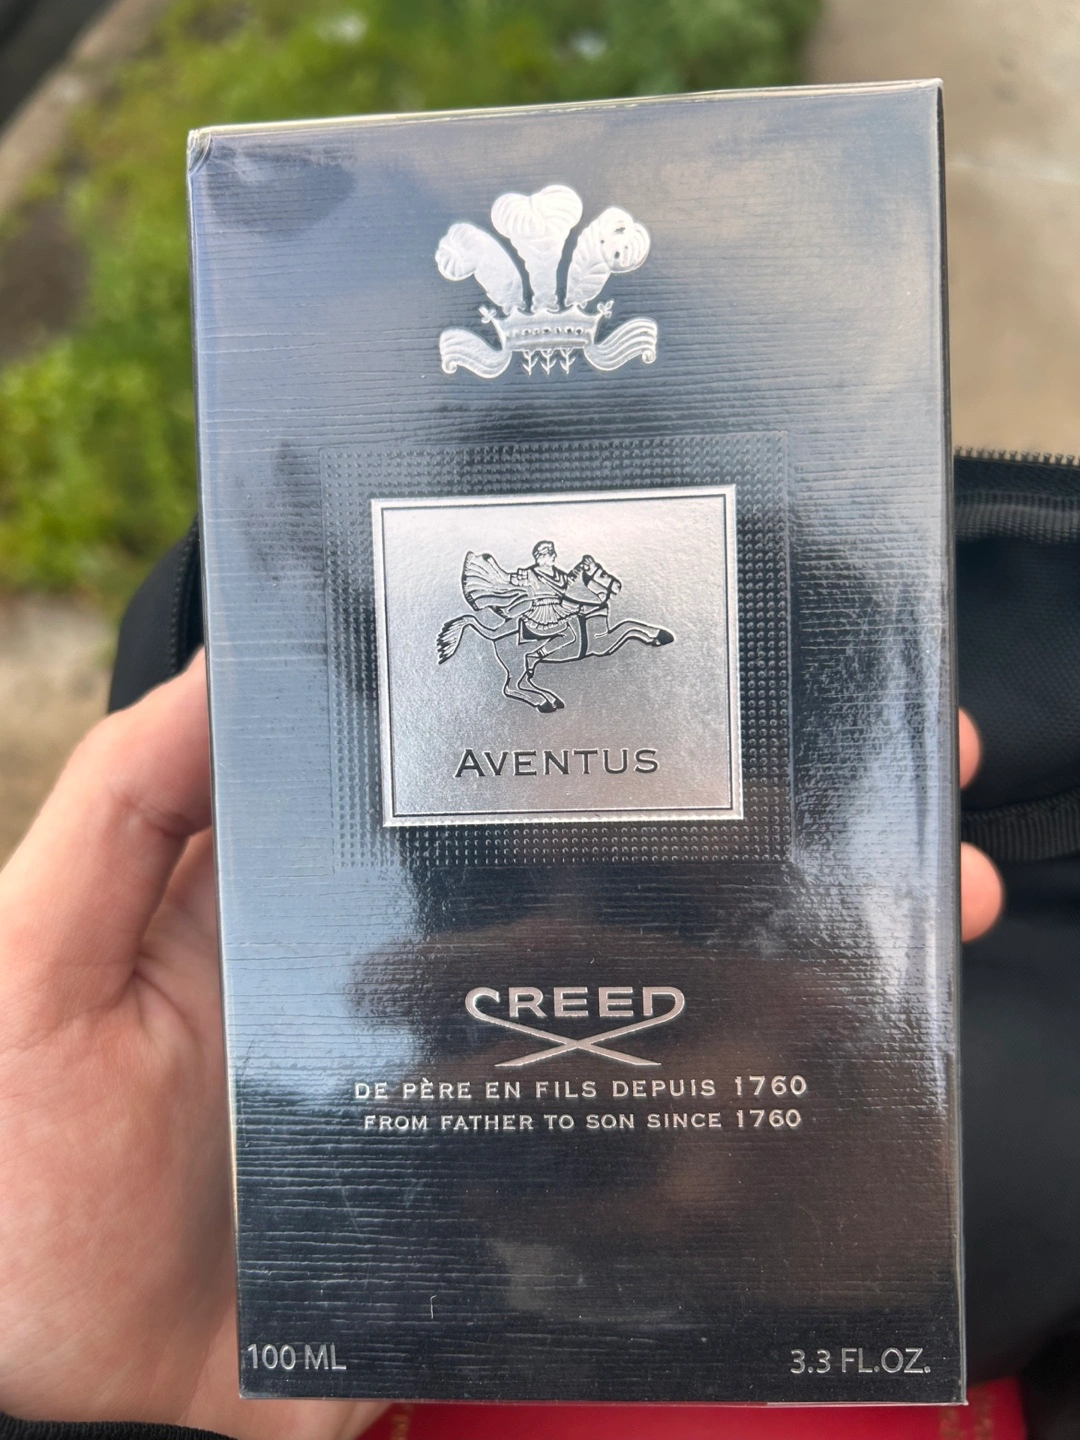 AVENTUS
CREED
DE PÈRE EN FILS DEPUIS 1760
FROM FATHER TO SON SINCE 1760
100 ML
3.3 FL.OZ.